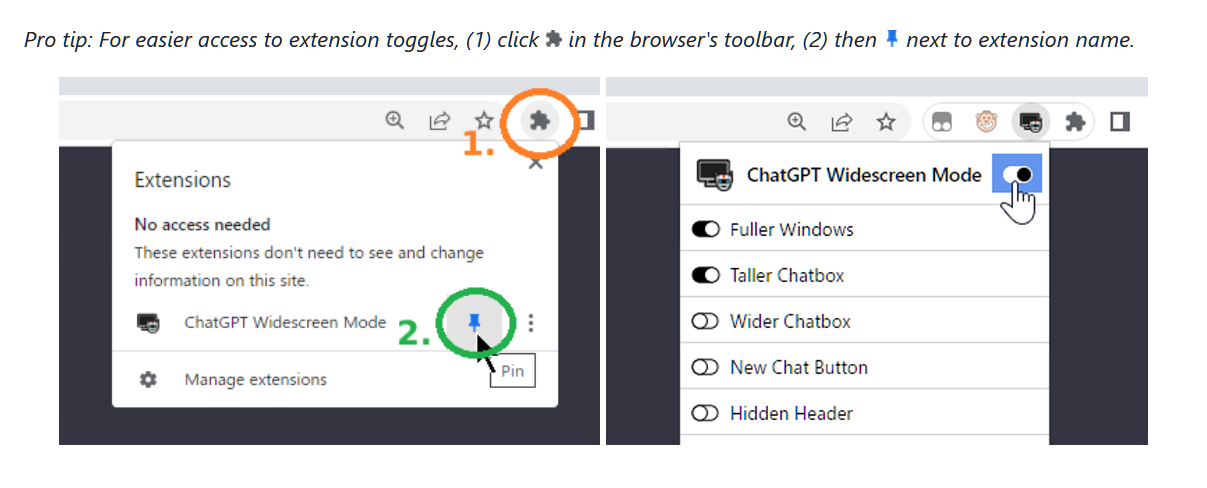 Pro tip: For easier access to extension toggles, (1) click in the browser's toolbar, (2) then next to extension name.
1.
Extensions
No access needed
These extensions don't need to see and change
information on this site.
ChatGPT Widescreen Mode
2.
Pin
Manage extensions
ChatGPT Widescreen Mode
Fuller Windows
Taller Chatbox
Wider Chatbox
New Chat Button
Hidden Header